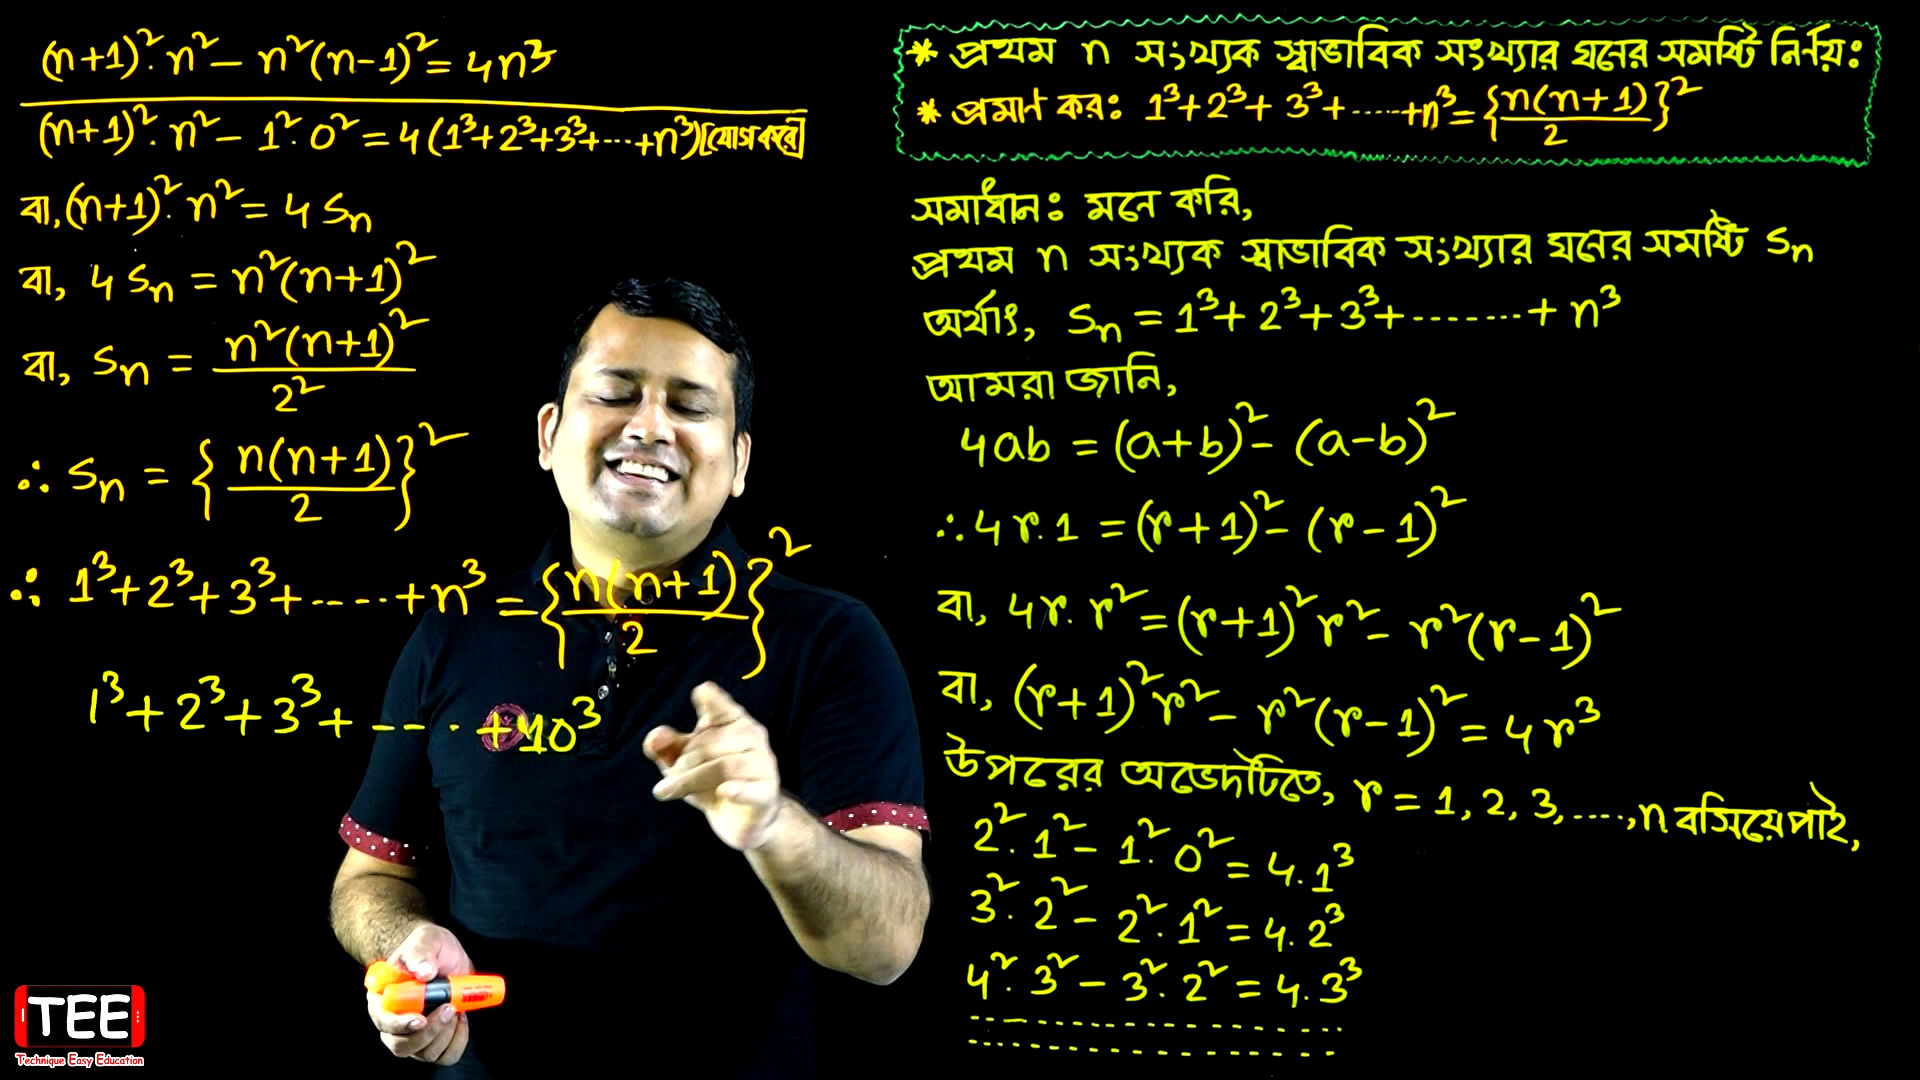 * প্রথম n সংখ্যক স্বাভাবিক সংখ্যার ঘনের সমষ্টি নির্ণয়ঃ
* প্রমাণ করঃ 1³+2³+3³+.....+n³={n(n+1)/2}²
সমাধানঃ মনে করি,
প্রথম n সংখ্যক স্বাভাবিক সংখ্যার ঘনের সমষ্টি Sn
অর্থাৎ, Sn = 1³+2³+3³+.......+n³
আমরা জানি,
4ab = (a+b)²-(a-b)²
∴4r.1 = (r+1)²-(r-1)²
বা, 4r.r²=(r+1)²r²-r²(r-1)²
বা, (r+1)²r²-r²(r-1)²=4r³
উপরের অভেদটিতে, r = 1, 2, 3, ...., n বসিয়ে পাই,
2².1²-1².0²=4.1³
3².2²-2².1²=4.2³
4².3²-3².2²=4.3³
(n+1)².n²-n²(n-1)²=4n³
(n+1)².n²-1².0²=4(1³+2³+3³+...+n³)[যোগ করে]
বা,(n+1)².n²=4Sn
বা, 4Sn = n²(n+1)²
বা, Sn = n²(n+1)²/2²
∴ Sn = {n(n+1)/2}²
∴ 1³+2³+3³+.....+n³={n(n+1)/2}²
1³+2³+3³+----+10³
TEE
Technique Easy Education